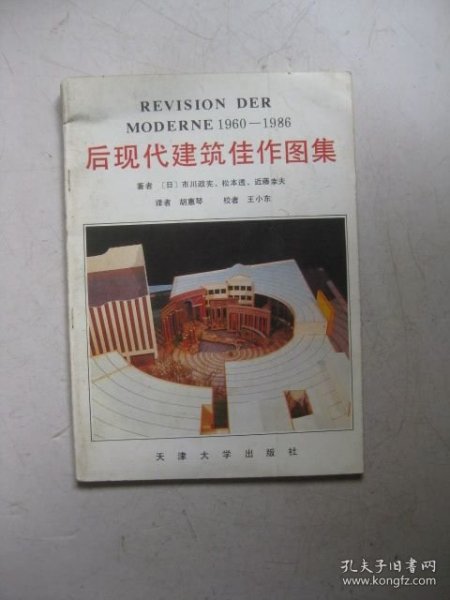 REVISION DER
MODERNE 1960—1986
后现代建筑佳作图集
著者 〔日〕市川政宪、松本透、近藤幸夫
译者 胡惠琴 校者 王小东
天津大学出版社
孔夫子旧书网
www.kongfz.com